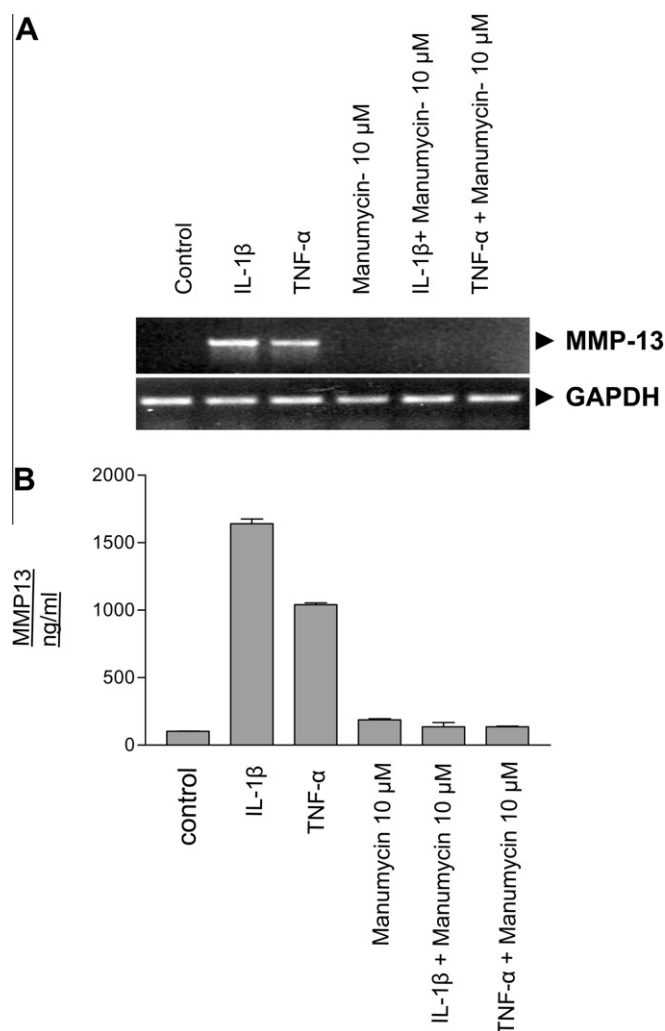 A
Control
IL-1β
TNF-α
Manumycin- 10 µM
IL-1β+ Manumycin- 10 µM
TNF-α + Manumycin- 10 µM
MMP-13
GAPDH
B
MMP13
ng/ml
2000
1500
1000
500
0
control
IL-1β
TNF-α
Manumycin 10 µM
IL-1β + Manumycin 10 µM
TNF-α + Manumycin 10 µM